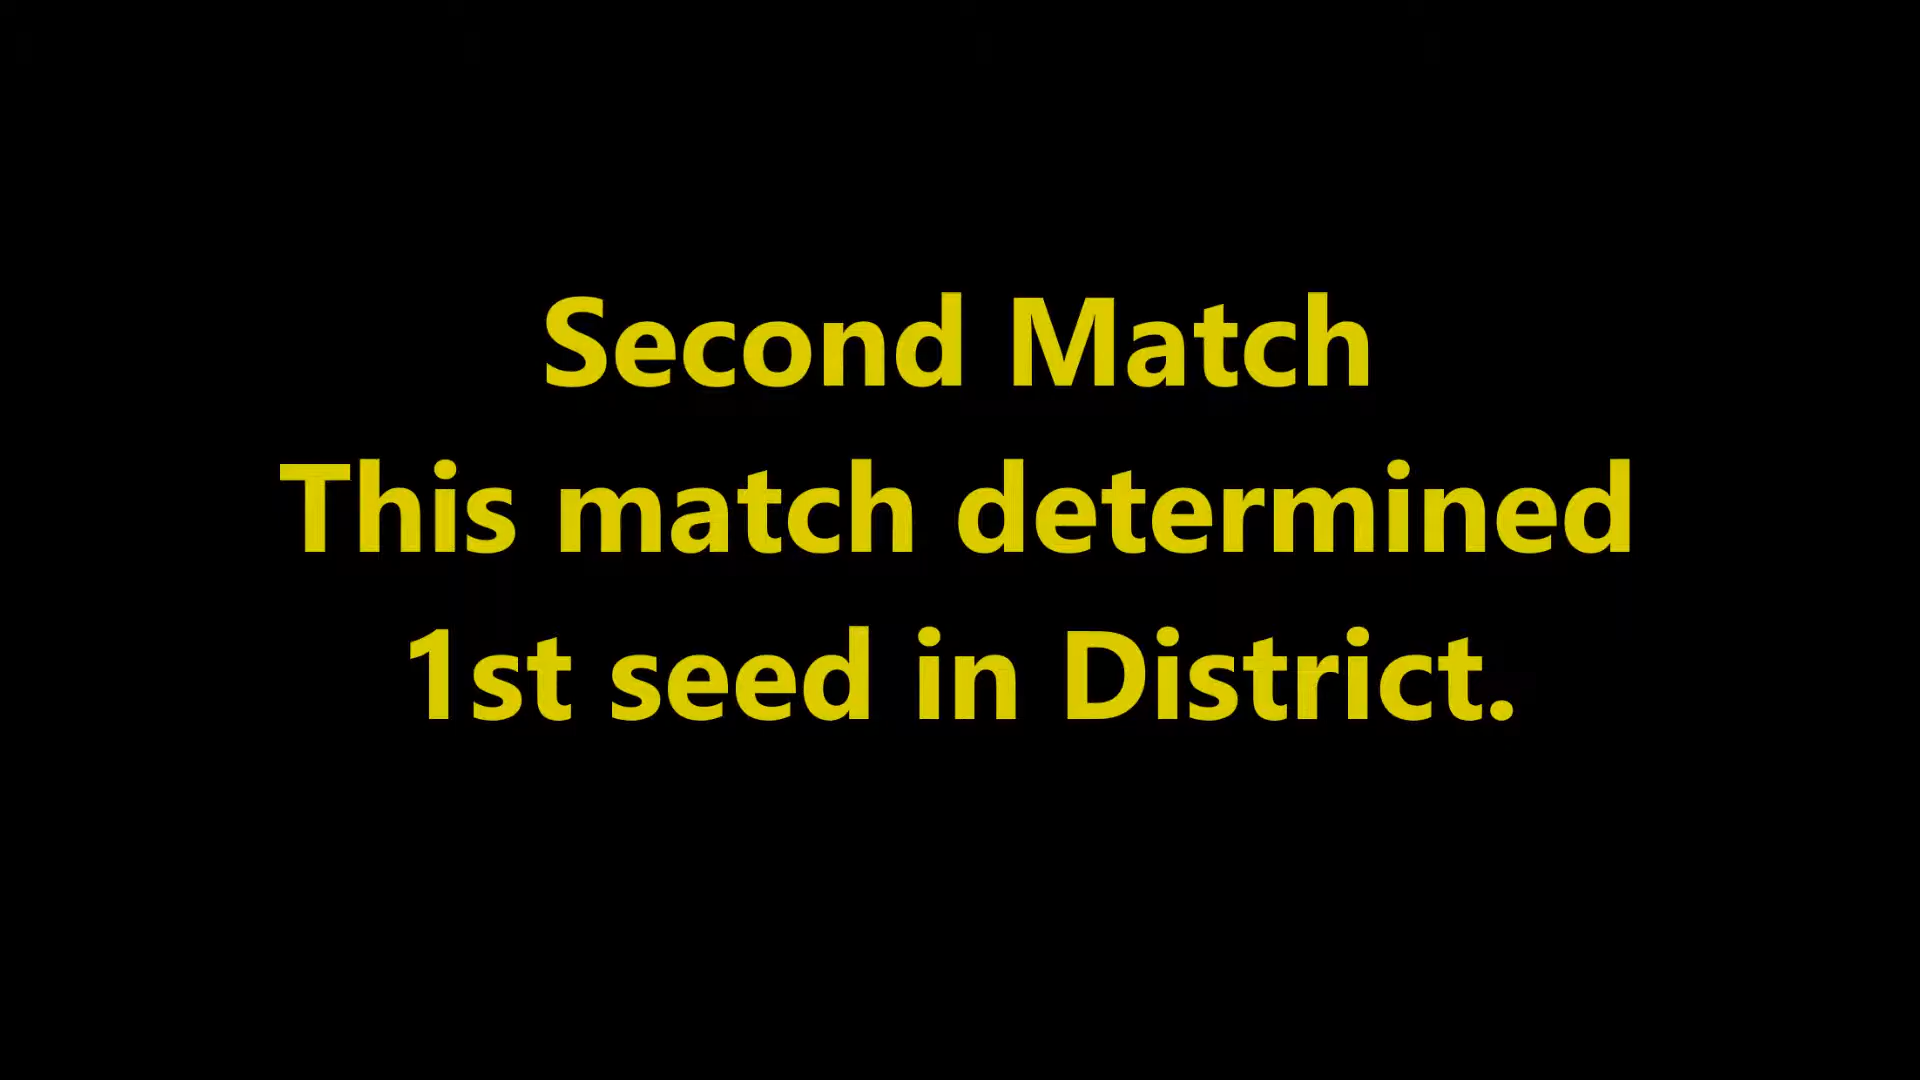 Second Match
This match determined
1st seed in District.